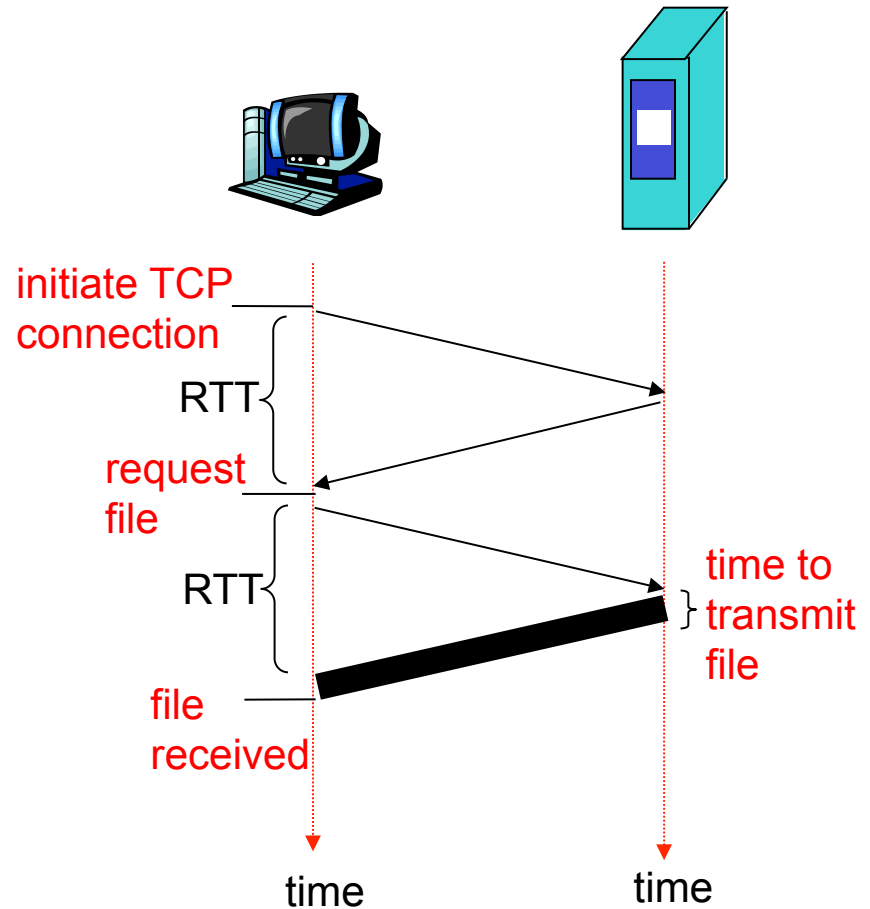 initiate TCP
connection
RTT
request
file
RTT
time to
transmit
file
file
received
time
time